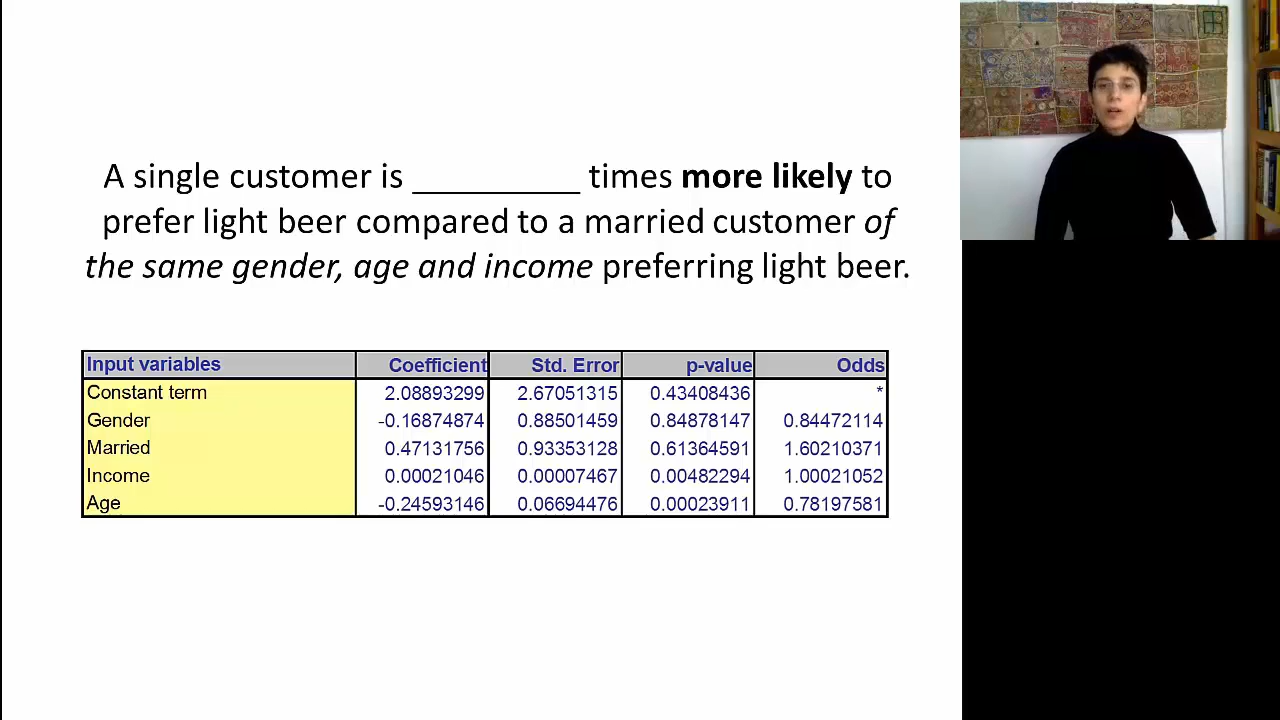 A single customer is _________ times more likely to
prefer light beer compared to a married customer of
the same gender, age and income preferring light beer.
Input variables Coefficient Std. Error p-value Odds
Constant term 2.08893299 2.67051315 0.43408436 *
Gender -0.16874874 0.88501459 0.84878147 0.84472114
Married 0.47131756 0.93353128 0.61364591 1.60210371
Income 0.00021046 0.00007467 0.00482294 1.00021052
Age -0.24593146 0.06694476 0.00023911 0.78197581